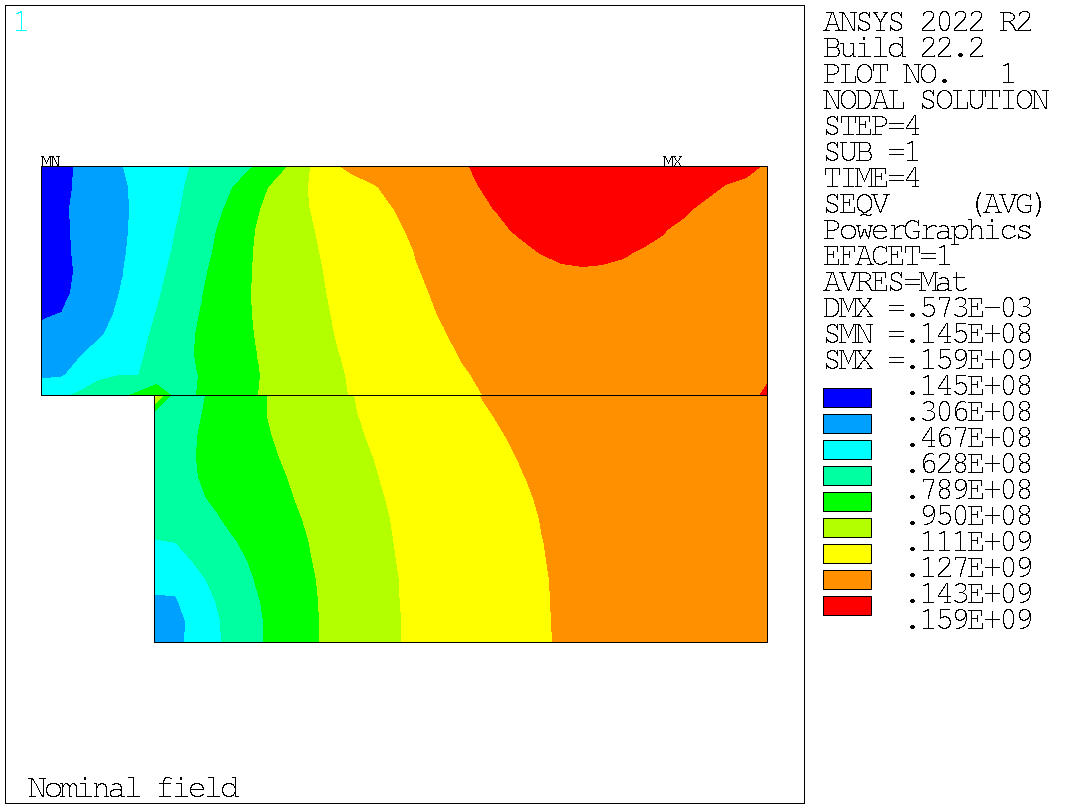 1
ANSYS 2022 R2
Build 22.2
PLOT NO. 1
NODAL SOLUTION
STEP=4
SUB =1
TIME=4
SEQV (AVG)
PowerGraphics
EFACET=1
AVRES=Mat
DMX =.573E-03
SMN =.145E+08
SMX =.159E+09
.145E+08
.306E+08
.467E+08
.628E+08
.789E+08
.950E+08
.111E+09
.127E+09
.143E+09
.159E+09
MN MX
Nominal field